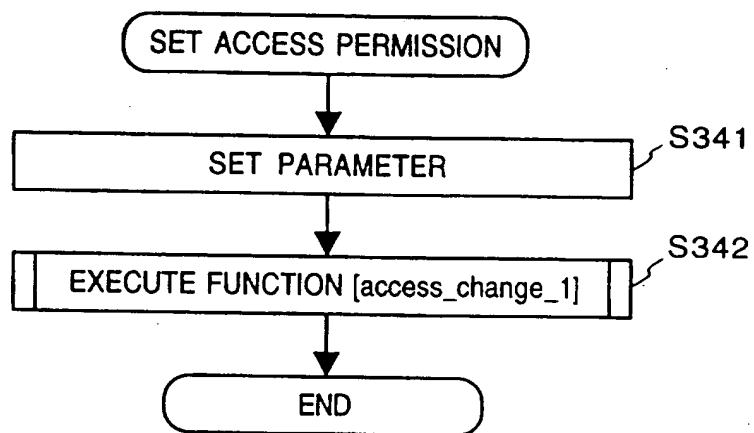 SET ACCESS PERMISSION
SET PARAMETER
S341
EXECUTE FUNCTION [access_change_1]
S342
END